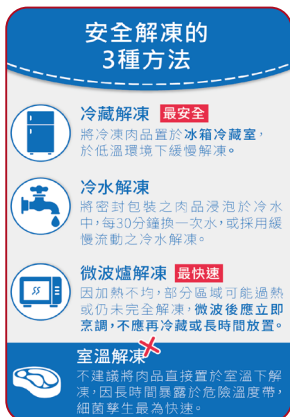 安全解凍的
3種方法
冷藏解凍 最安全
將冷凍肉品置於冰箱冷藏室，
於低溫環境下緩慢解凍。
冷水解凍
將密封包裝之肉品浸泡於冷水
中，每30分鐘換一次水，或採用緩
慢流動之冷水解凍。
微波爐解凍 最快速
因加熱不均，部分區域可能過熱
或仍未完全解凍，微波後應立即
烹調，不應再冷藏或長時間放置。
室溫解凍
不建議將肉品直接置於室溫下解
凍，因長時間暴露於危險溫度帶，
細菌孳生最為快速。